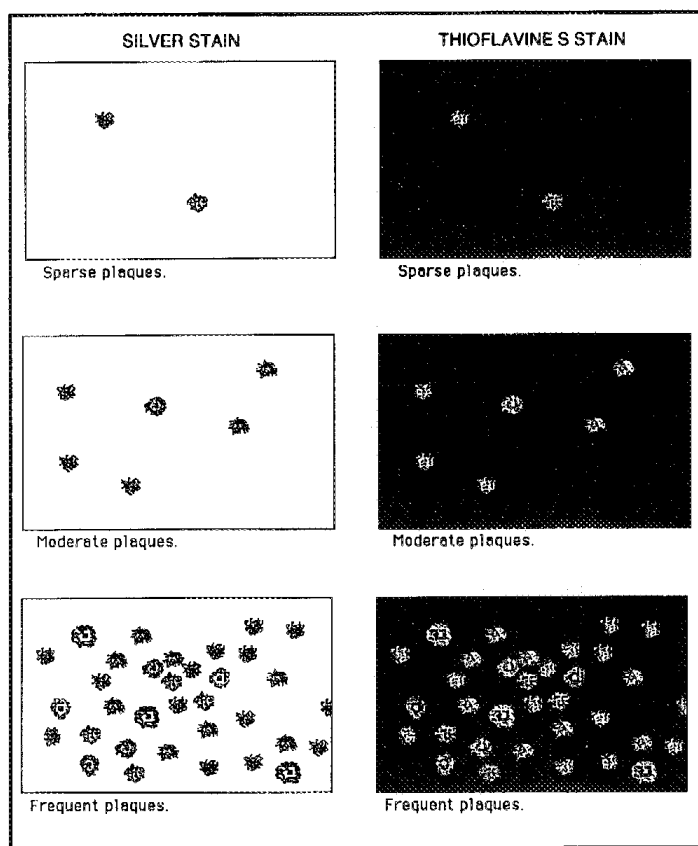 SILVER STAIN
THIOFLAVINE S STAIN
Sparse plaques.
Sparse plaques.
Moderate plaques.
Moderate plaques.
Frequent plaques.
Frequent plaques.